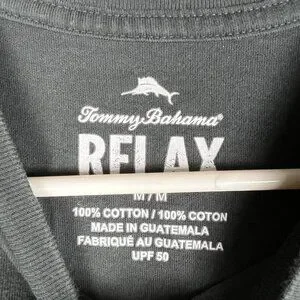 Tommy Bahama®
RELAX
M/M
100% COTTON / 100% COTON
MADE IN GUATEMALA
FABRIQUÉ AU GUATEMALA
UPF 50